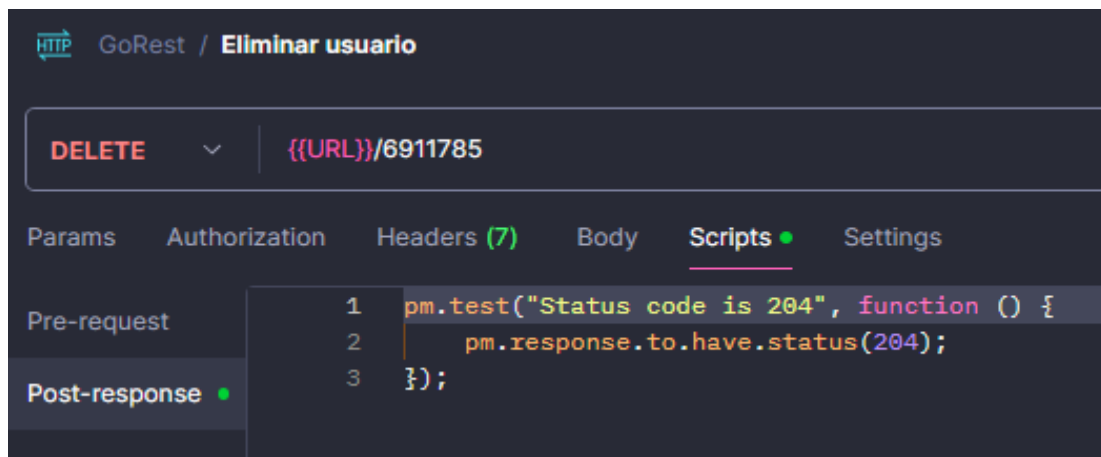 HTTP GoRest / Eliminar usuario
DELETE {{URL}}/6911785
Params Authorization Headers (7) Body Scripts Settings
Pre-request
Post-response
1 pm.test("Status code is 204", function () {
2 pm.response.to.have.status(204);
3 });